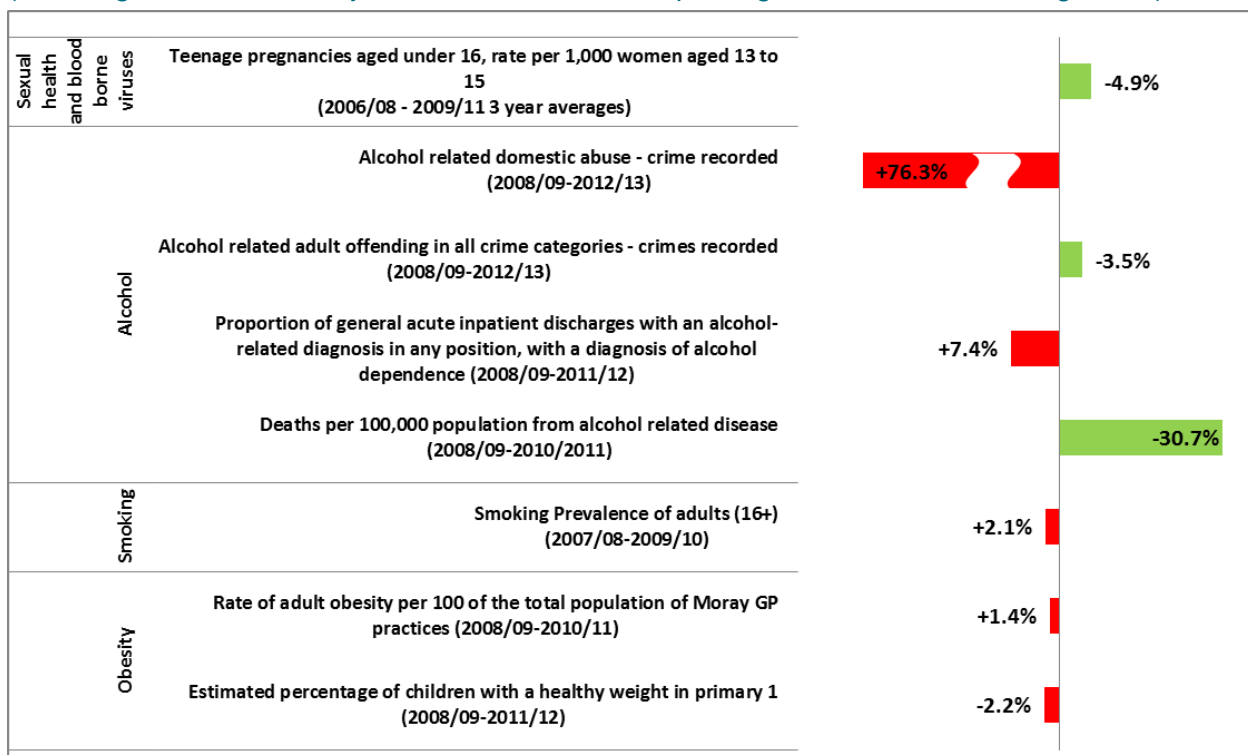 Sexual
health
and blood
borne
viruses
Teenage pregnancies aged under 16, rate per 1,000 women aged 13 to
15
(2006/08 - 2009/11 3 year averages)
-4.9%
Alcohol
Alcohol related domestic abuse - crime recorded
(2008/09-2012/13)
+76.3%
Alcohol related adult offending in all crime categories - crimes recorded
(2008/09-2012/13)
-3.5%
Proportion of general acute inpatient discharges with an alcohol-
related diagnosis in any position, with a diagnosis of alcohol
dependence (2008/09-2011/12)
+7.4%
Deaths per 100,000 population from alcohol related disease
(2008/09-2010/2011)
-30.7%
Smoking
Smoking Prevalence of adults (16+)
(2007/08-2009/10)
+2.1%
Obesity
Rate of adult obesity per 100 of the total population of Moray GP
practices (2008/09-2010/11)
+1.4%
Estimated percentage of children with a healthy weight in primary 1
(2008/09-2011/12)
-2.2%